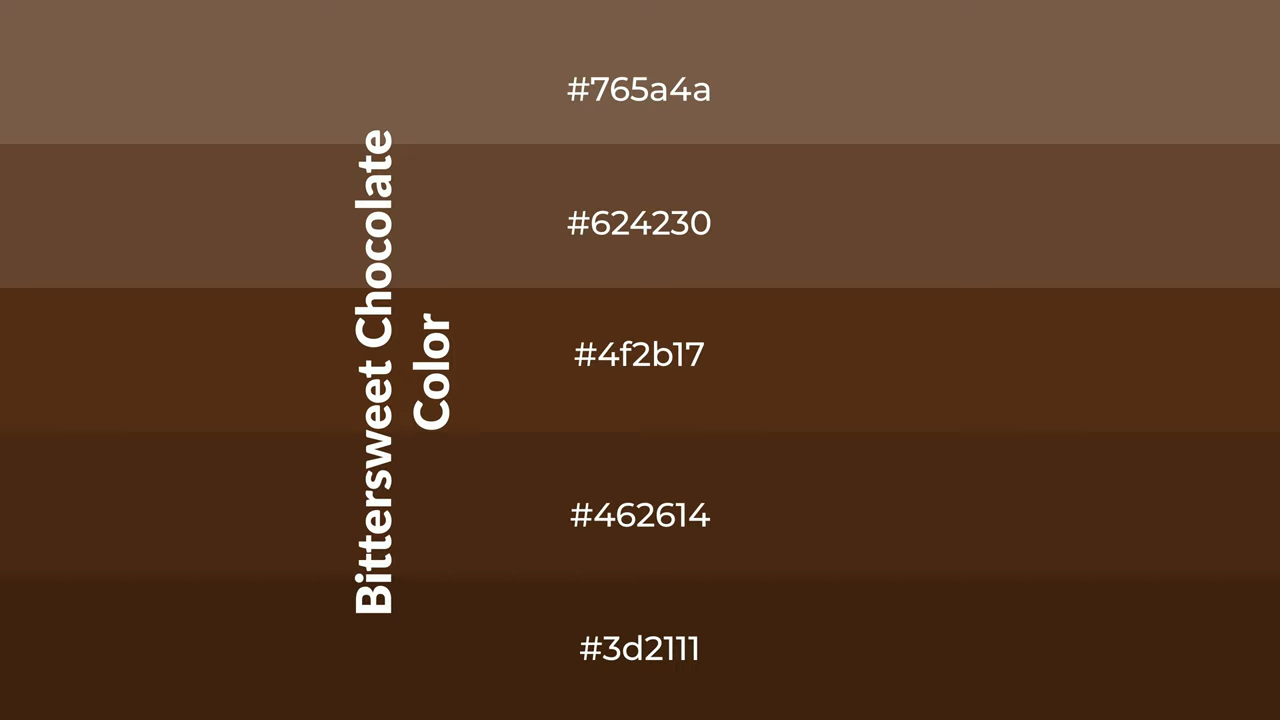 Bittersweet Chocolate
Color
#765a4a
#624230
#4f2b17
#462614
#3d2111